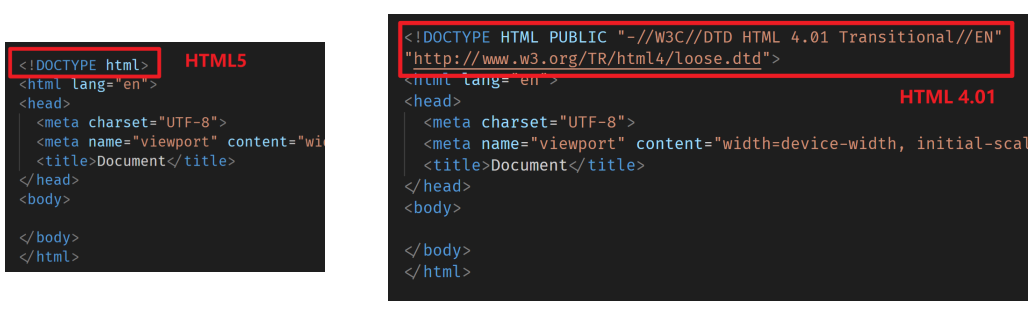 <!DOCTYPE html>
HTML5
<html lang="en">
<head>
<meta charset="UTF-8">
<meta name="viewport" content="wi
<title>Document</title>
</head>
<body>
</body>
</html>
<!DOCTYPE HTML PUBLIC "-//W3C//DTD HTML 4.01 Transitional//EN"
"http://www.w3.org/TR/html4/loose.dtd">
<html lang="en">
HTML 4.01
<head>
<meta charset="UTF-8">
<meta name="viewport" content="width=device-width, initial-scal
<title>Document</title>
</head>
<body>
</body>
</html>